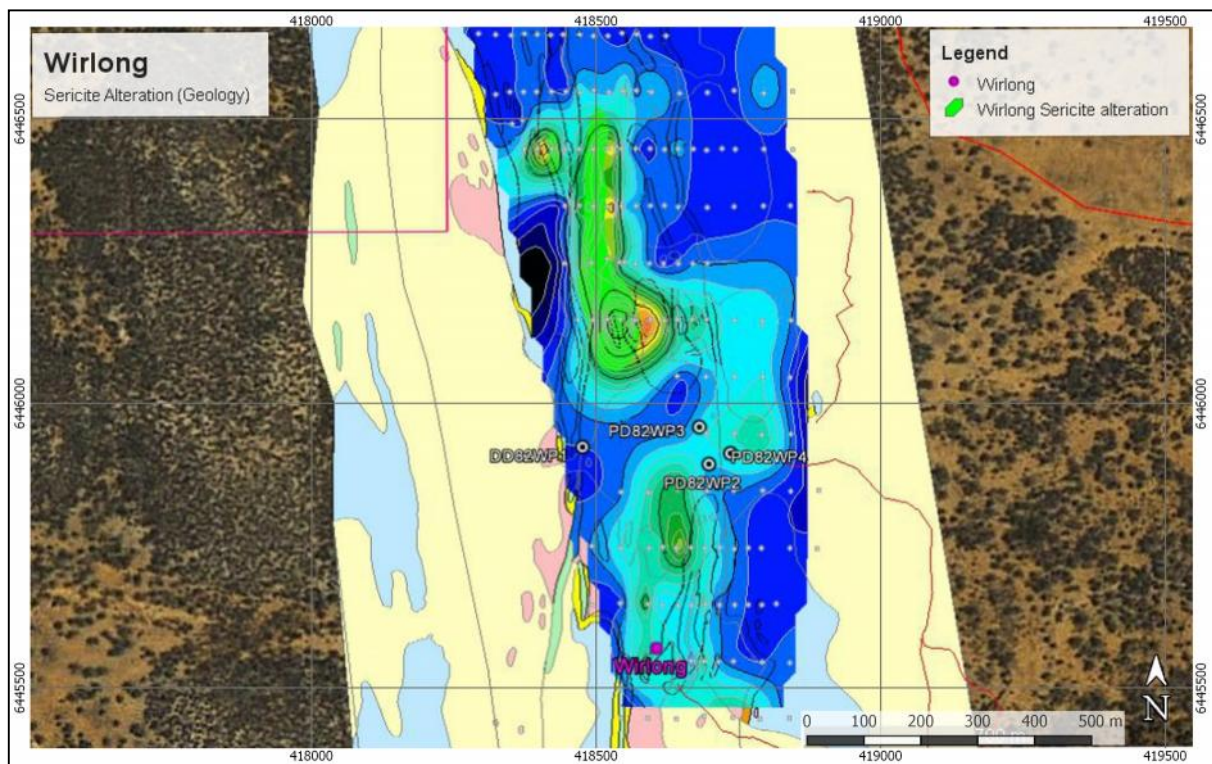 418000
418500
419000
419500
Wirlong
Sericite Alteration (Geology)
Legend
Wirlong
Wirlong Sericite alteration
6446500
6446500
6446000
6446000
PD82WP3
PD82WP4
PD82WP2
Wirlong
6445500
6445500
N
0 100 200 300 400 500 m
418000
418500
419000
419500